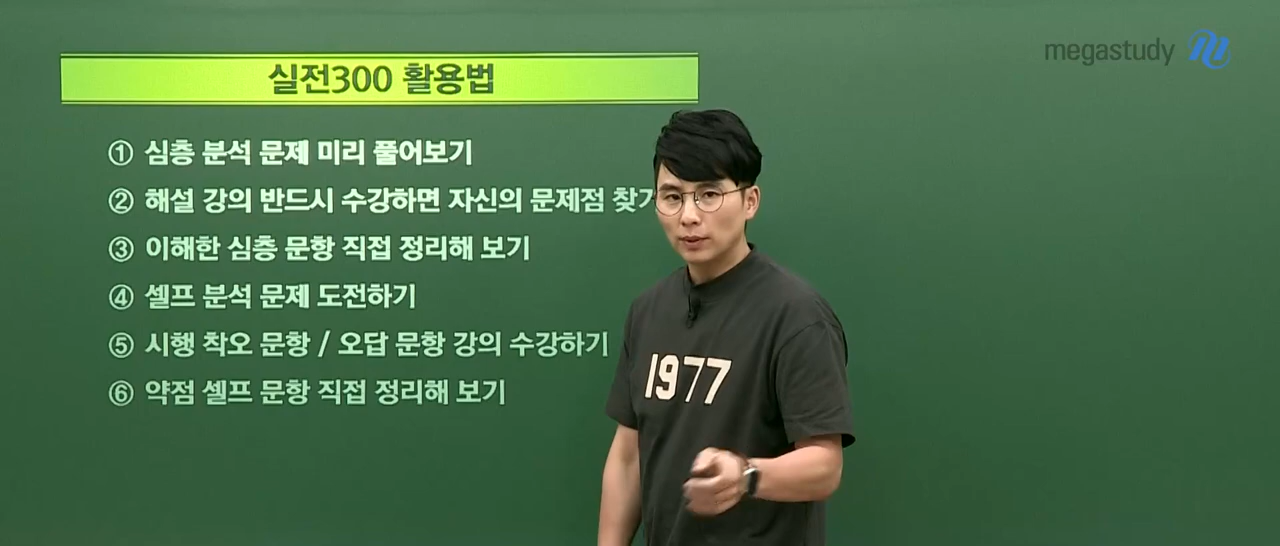 megastudy
실전300 활용법
① 심층 분석 문제 미리 풀어보기
② 해설 강의 반드시 수강하면 자신의 문제점
③ 이해한 심층 문항 직접 정리해 보기
④ 셀프 분석 문제 도전하기
⑤ 시행 착오 문항 / 오답 문항 강의 수강하기
⑥ 약점 셀프 문항 직접 정리해 보기
1977